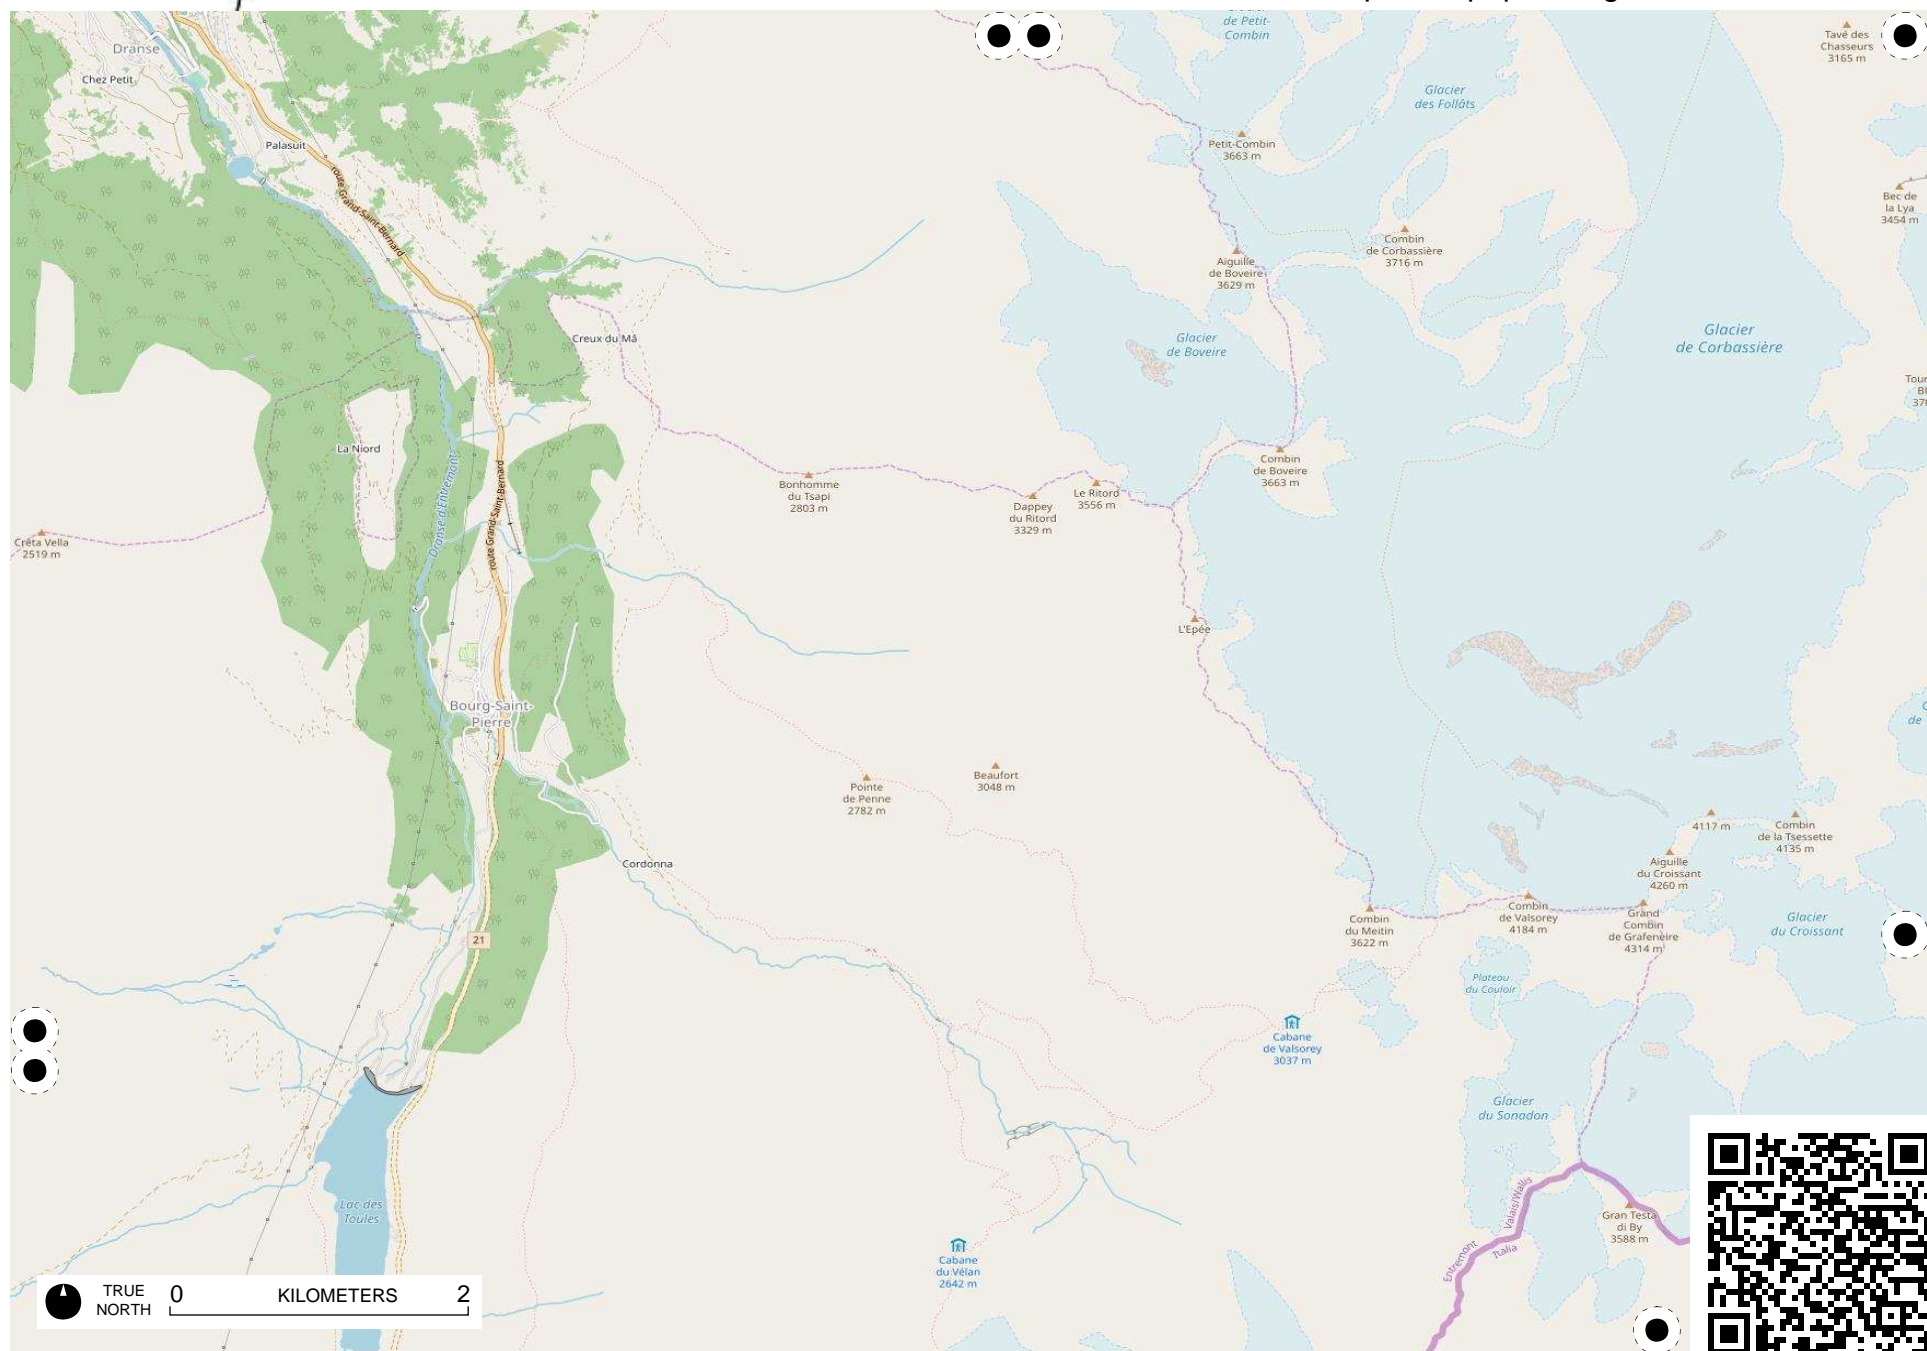 Dranse
Chez Petit
Palasuit
route Grand-Saint-Bernard
de Petit-
Combin
Glacier
des Follâts
Tavé des
Chasseurs
3165 m
Petit-Combin
3663 m
Bec de
la Lya
3454 m
Combin
de Corbassière
3716 m
Aiguille
de Boveire
3629 m
Glacier
de Boveire
Glacier
de Corbassière
Creux du Mâ
La Niord
Dranse d'Entremont
route Grand-Saint-Bernard
Crêta Vella
2519 m
Bonhomme
du Tsapi
2803 m
Dappey
du Ritord
3329 m
Le Ritord
3556 m
Combin
de Boveire
3663 m
L'Epée
Bourg-Saint-
Pierre
Pointe
de Penne
2782 m
Beaufort
3048 m
Cordonna
4117 m
Combin
de la Tsessette
4135 m
Aiguille
du Croissant
4260 m
Combin
du Meitin
3622 m
Combin
de Valsorey
4184 m
Grand
Combin
de Grafeneire
4314 m
Glacier
du Croissant
21
Plateau
du Couloir
Cabane
de Valsorey
3037 m
Glacier
du Sonadon
Lac des
Toules
Cabane
du Vélan
2642 m
Valais/Wallis
Entremont
Italia
Gran Testa
di By
3588 m
TRUE
NORTH
0 KILOMETERS 2